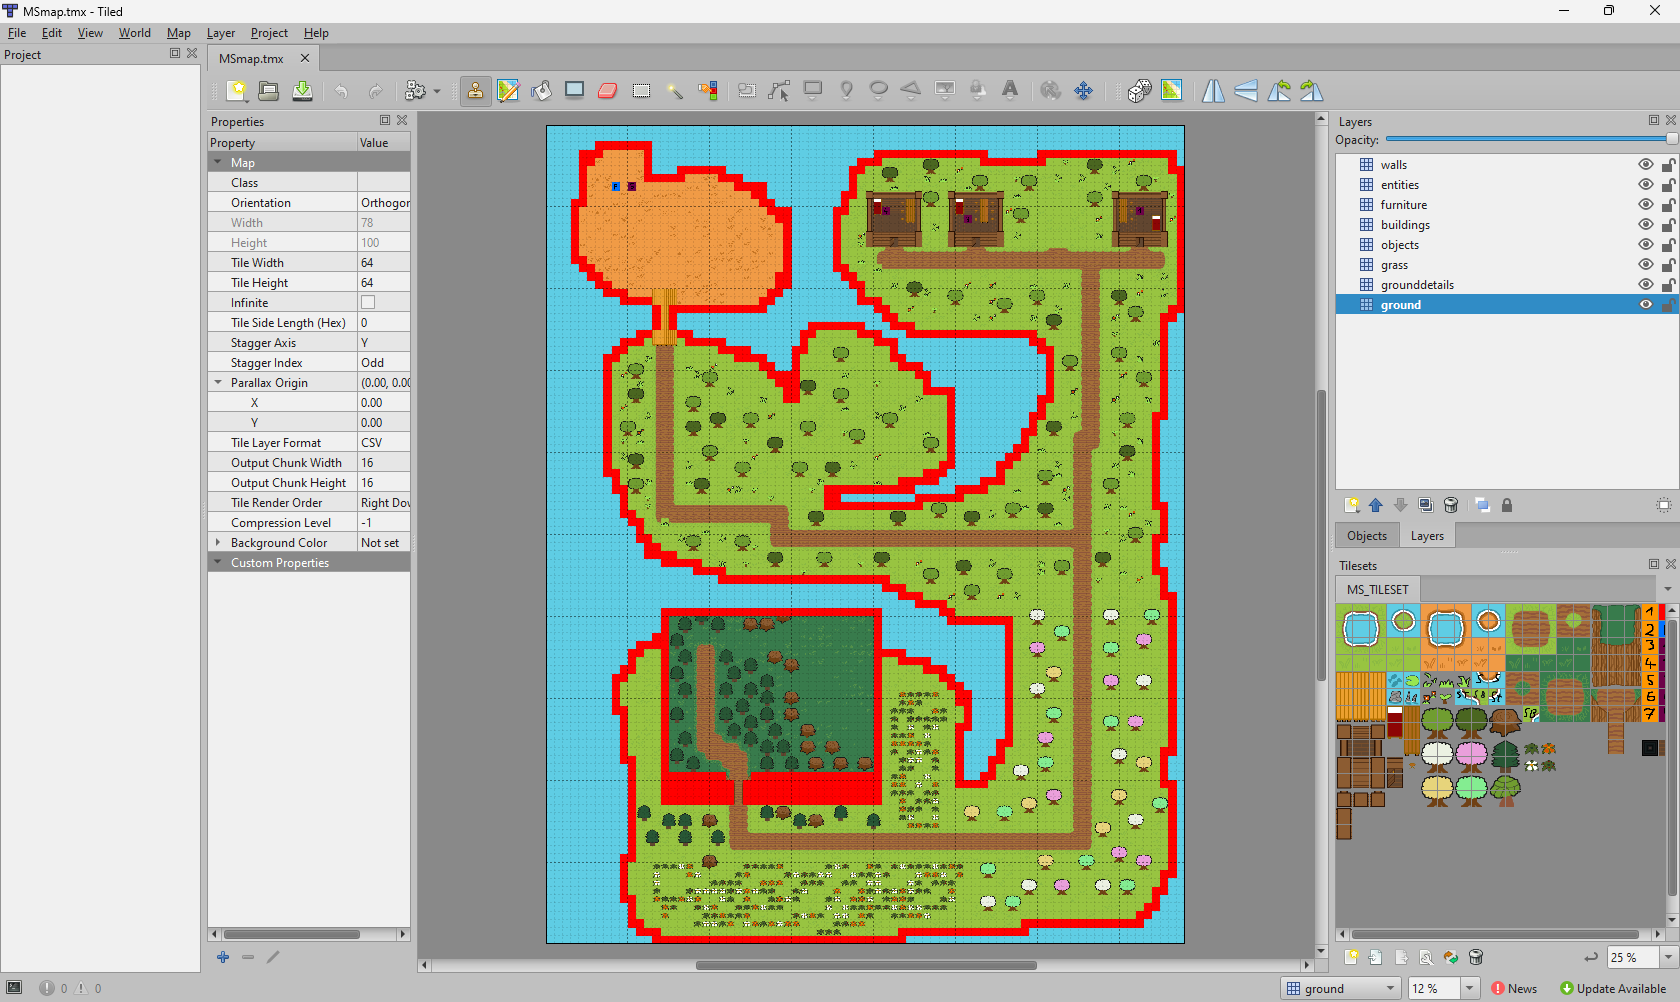 MSmap.tmx - Tiled
File Edit View World Map Layer Project Help
Project
MSmap.tmx
Properties
Property Value
Map
Class
Orientation Orthogor
Width 78
Height 100
Tile Width 64
Tile Height 64
Infinite
Tile Side Length (Hex) 0
Stagger Axis Y
Stagger Index Odd
Parallax Origin (0.00, 0.00
X 0.00
Y 0.00
Tile Layer Format CSV
Output Chunk Width 16
Output Chunk Height 16
Tile Render Order Right Dov
Compression Level -1
Background Color Not set
Custom Properties
Layers
Opacity:
walls
entities
furniture
buildings
objects
grass
grounddetails
ground
Objects Layers
Tilesets
MS_TILESET
1
2
3
4
5
6
7
25 %
0 0
ground 12 % News Update Available